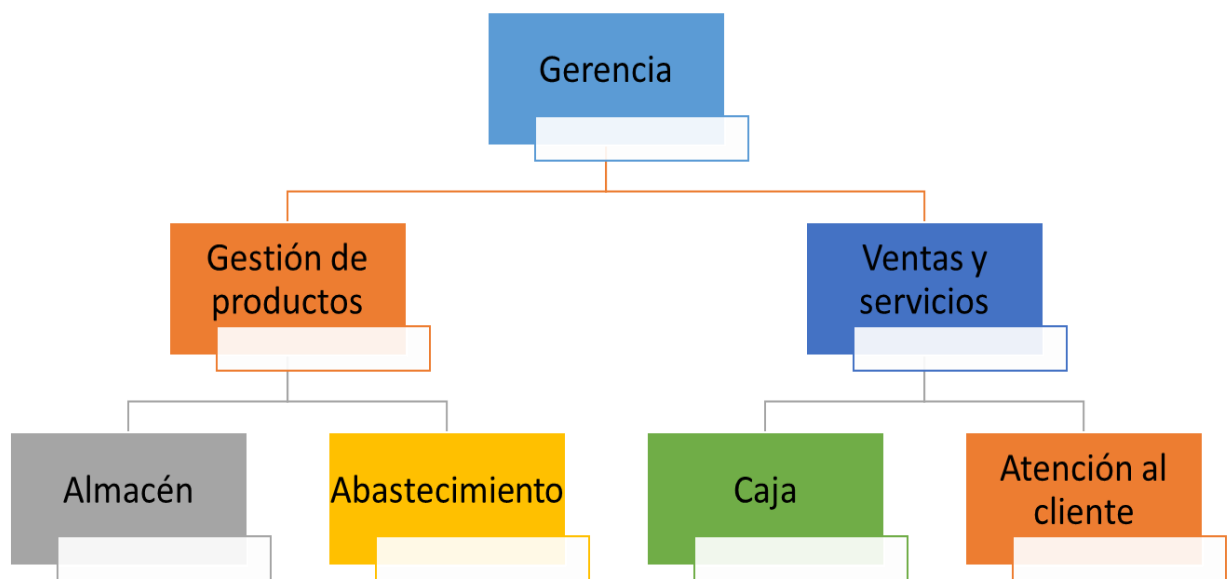 Gerencia
Gestión de
productos
Ventas y
servicios
Almacén
Abastecimiento
Caja
Atención al
cliente